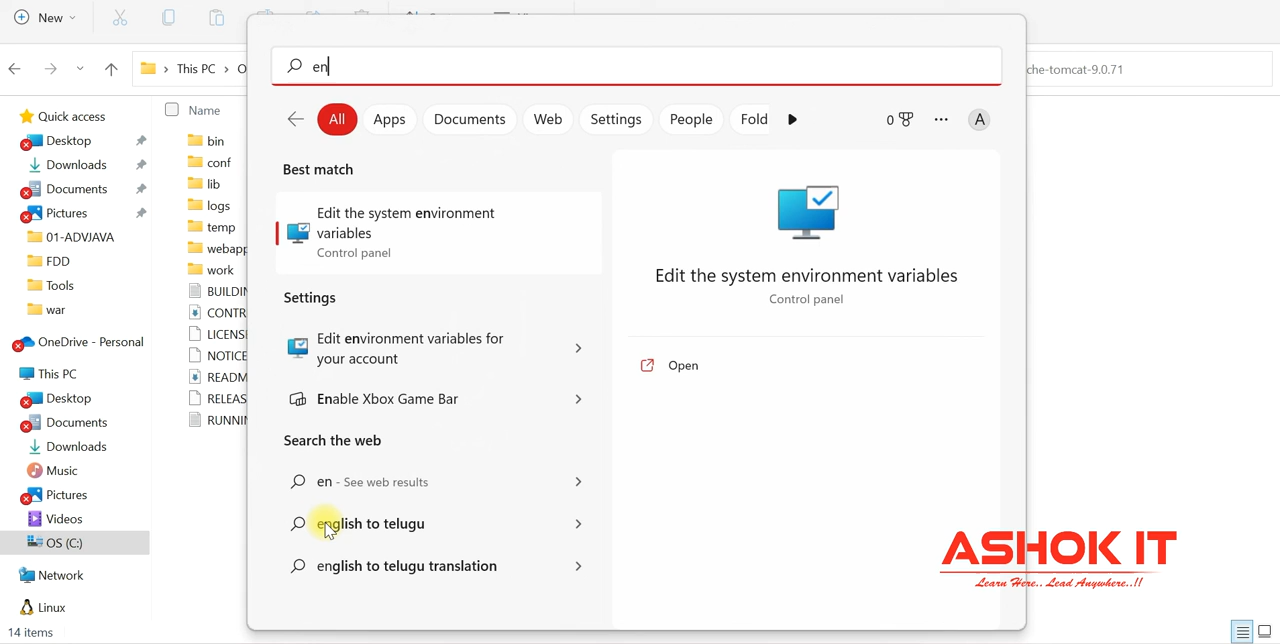 New
This PC
che-tomcat-9.0.71
en
All
Apps
Documents
Web
Settings
People
Fold
0
A
Quick access
Desktop
Downloads
Documents
Pictures
01-ADVJAVA
FDD
Tools
war
OneDrive - Personal
This PC
Desktop
Documents
Downloads
Music
Pictures
Videos
OS (C:)
Network
Linux
14 items
Name
bin
conf
lib
logs
temp
webapp
work
BUILDIN
CONTR
LICENS
NOTICE
READM
RELEAS
RUNNIN
Best match
Edit the system environment
variables
Control panel
Settings
Edit environment variables for
your account
Enable Xbox Game Bar
Search the web
en - See web results
english to telugu
english to telugu translation
Edit the system environment variables
Control panel
Open
ASHOK IT
Learn Here.. Lead Anywhere..!!